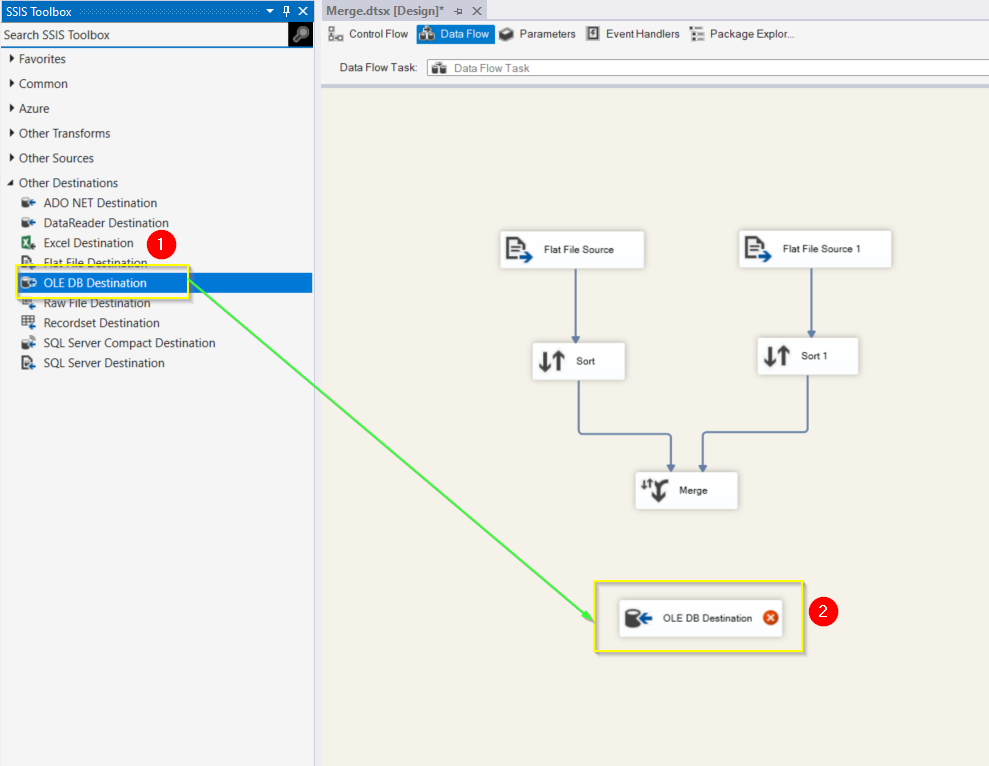 SSIS Toolbox
Search SSIS Toolbox
Favorites
Common
Azure
Other Transforms
Other Sources
Other Destinations
ADO NET Destination
DataReader Destination
Excel Destination
1
Flat File Destination
OLE DB Destination
Raw File Destination
Recordset Destination
SQL Server Compact Destination
SQL Server Destination
Merge.dtsx [Design]*
Control Flow Data Flow Parameters Event Handlers Package Explor...
Data Flow Task: Data Flow Task
Flat File Source Flat File Source 1
Sort Sort 1
Merge
OLE DB Destination 2